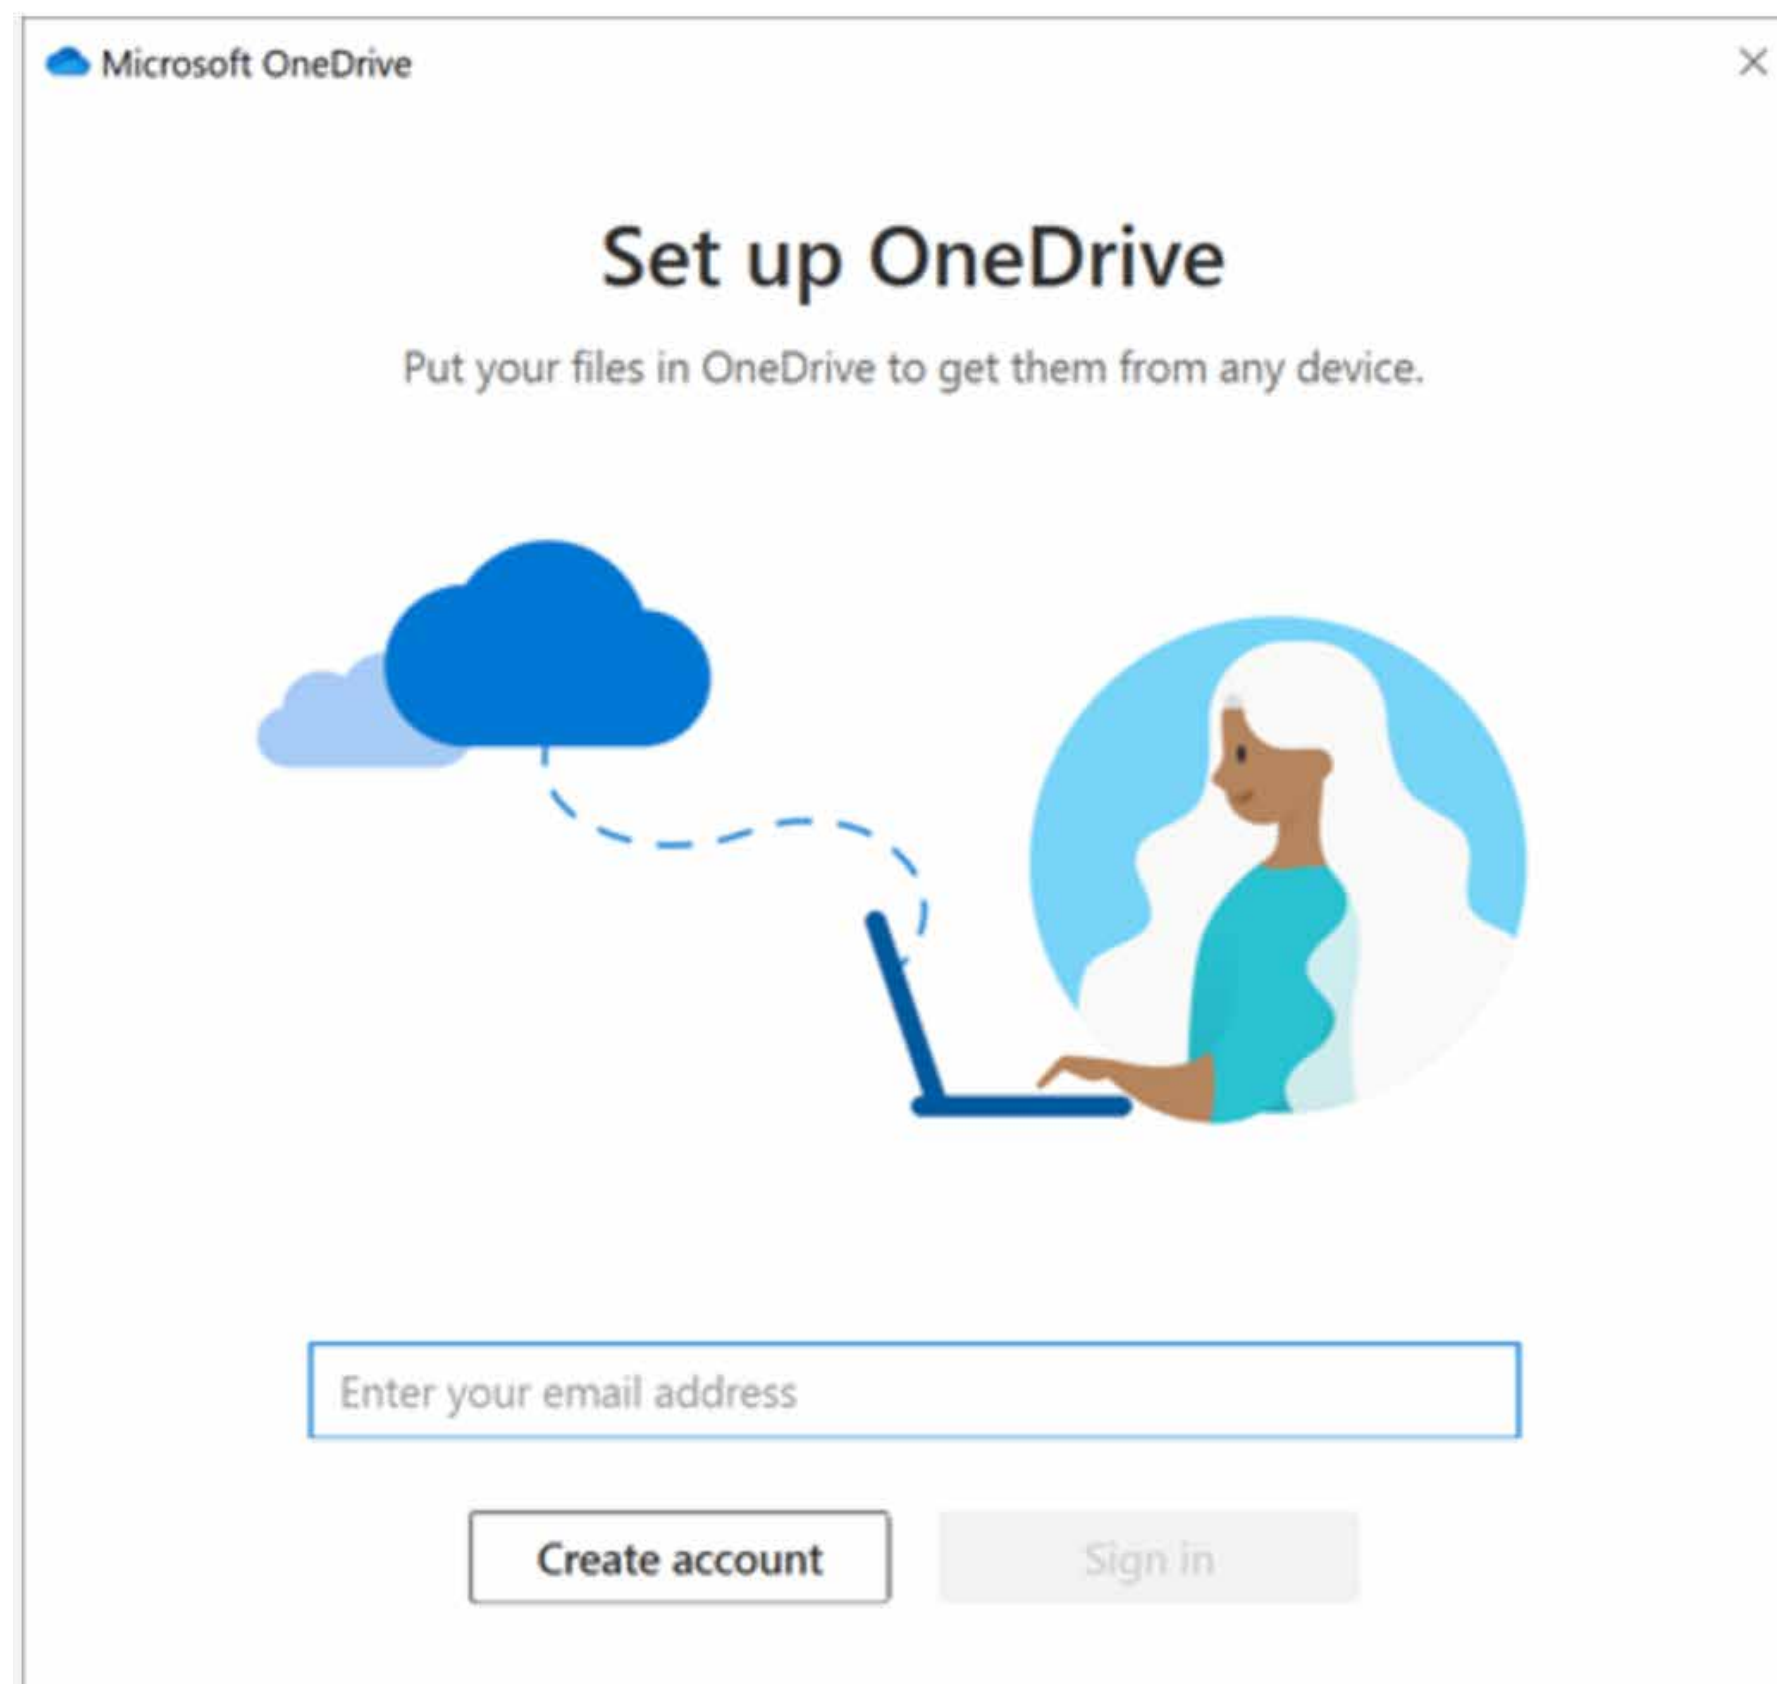 Microsoft OneDrive
Set up OneDrive
Put your files in OneDrive to get them from any device.
Enter your email address
Create account
Sign in